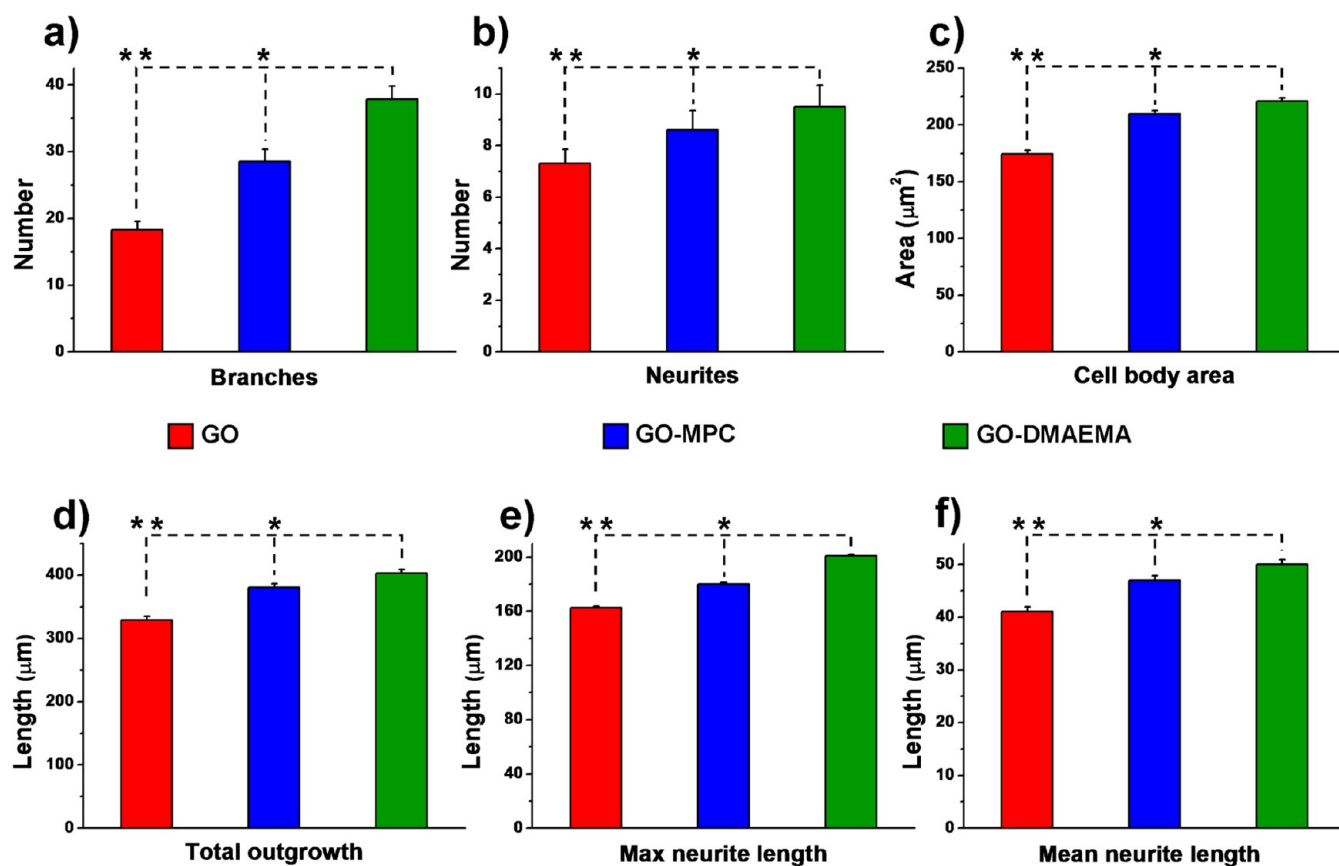 a)
** *
Number
40
30
20
10
0
Branches
b)
** *
Number
10
8
6
4
2
0
Neurites
c)
** *
Area (μm²)
250
200
150
100
50
0
Cell body area
GO GO-MPC GO-DMAEMA
d)
** *
Length (μm)
400
300
200
100
0
Total outgrowth
e)
** *
Length (μm)
200
160
120
80
40
0
Max neurite length
f)
** *
Length (μm)
50
40
30
20
10
0
Mean neurite length